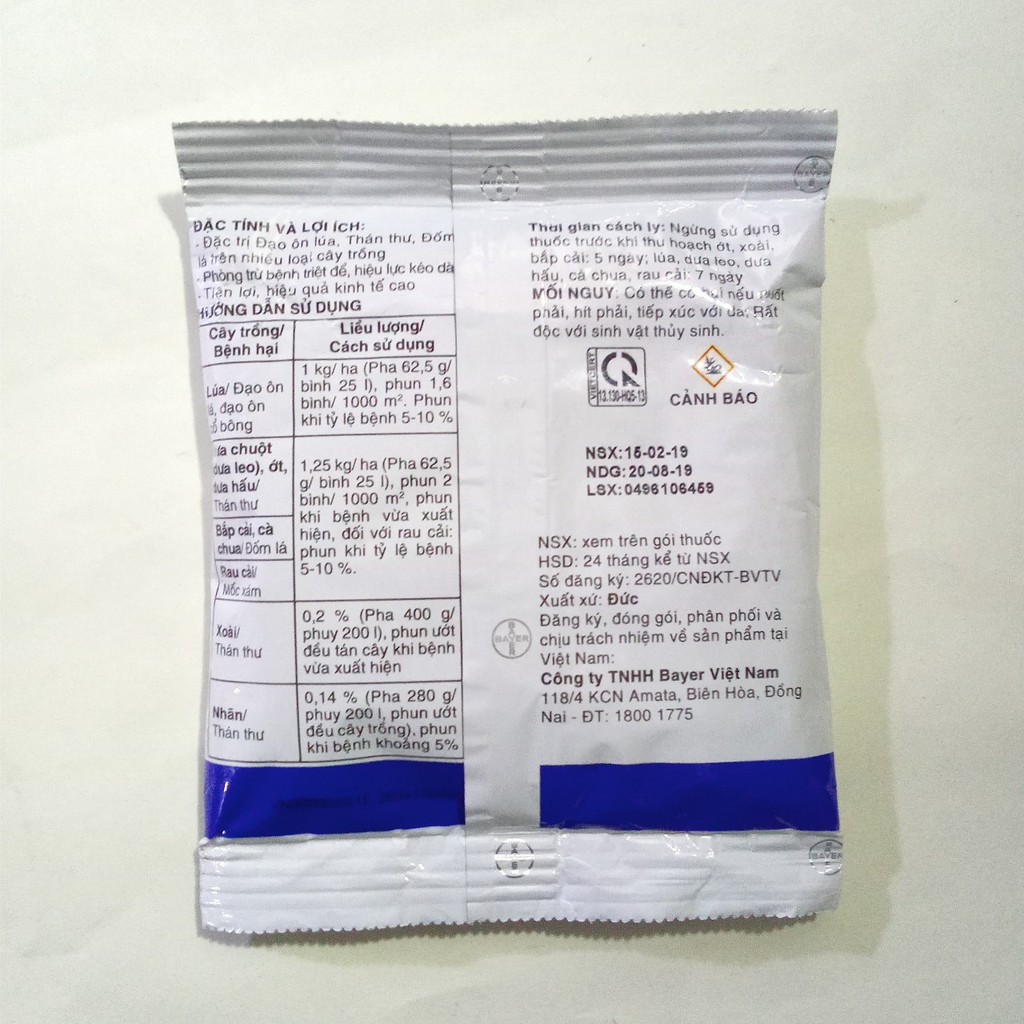 ĐẶC TÍNH VÀ LỢI ÍCH:
- Đặc trị Đạo ôn lúa, Thán thư, Đốm
lá trên nhiều loại cây trồng
- Phòng trừ bệnh triệt để, hiệu lực kéo dà
- Tiện lợi, hiệu quả kinh tế cao
HƯỚNG DẪN SỬ DỤNG
Cây trồng/
Bệnh hại
Liều lượng/
Cách sử dụng
Lúa/ Đạo ôn
lá, đạo ôn
cổ bông
1 kg/ ha (Pha 62,5 g/
bình 25 l), phun 1,6
bình/ 1000 m². Phun
khi tỷ lệ bệnh 5-10 %
ưa chuột
dưa leo), ớt,
dưa hấu/
Thán thư
Bắp cải, cà
chua/ Đốm lá
Rau cải/
Mốc xám
1,25 kg/ ha (Pha 62,5
g/ bình 25 l), phun 2
bình/ 1000 m², phun
khi bệnh vừa xuất
hiện, đối với rau cải:
phun khi tỷ lệ bệnh
5-10 %.
Xoài/
Thán thư
0,2 % (Pha 400 g/
phuy 200 l), phun ướt
đều tán cây khi bệnh
vừa xuất hiện
Nhãn/
Thán thư
0,14 % (Pha 280 g/
phuy 200 l, phun ướt
đều cây trồng), phun
khi bệnh khoảng 5%
Thời gian cách ly: Ngừng sử dụng
thuốc trước khi thu hoạch ớt, xoài,
bắp cải: 5 ngày; lúa, dưa leo, dưa
hấu, cà chua, rau cải: 7 ngày
MỐI NGUY: Có thể có hại nếu nuốt
phải, hít phải, tiếp xúc với da. Rất
độc với sinh vật thủy sinh.
VIETCERT
13.130-HQ5-13
CẢNH BÁO
NSX: 15-02-19
NDG: 20-08-19
LSX: 0496106459
NSX: xem trên gói thuốc
HSD: 24 tháng kể từ NSX
Số đăng ký: 2620/CNĐKT-BVTV
Xuất xứ: Đức
Đăng ký, đóng gói, phân phối và
chịu trách nhiệm về sản phẩm tại
Việt Nam:
Công ty TNHH Bayer Việt Nam
118/4 KCN Amata, Biên Hòa, Đồng
Nai - ĐT: 1800 1775
BAYER
BAYER
BAYER